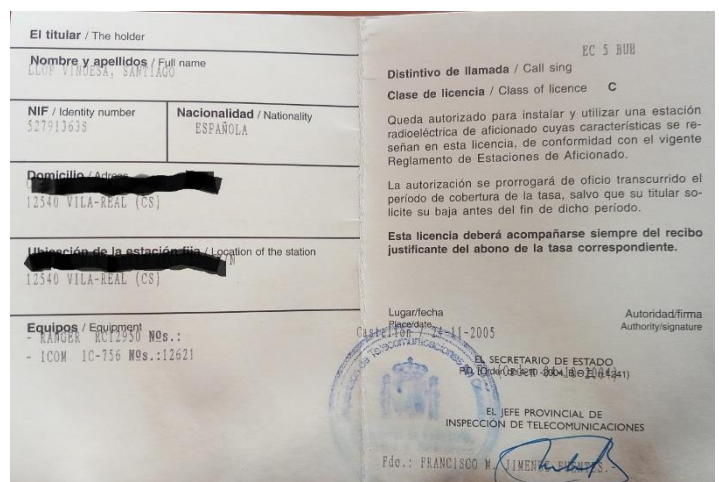 El titular / The holder
Nombre y apellidos / Full name
LLOP VINUESA, SANTIAGO
NIF / Identity number
52791363S
Nacionalidad / Nationality
ESPAÑOLA
Domicilio / Adress
12540 VILA-REAL (CS)
Ubicación de la estación fija / Location of the station
12540 VILA-REAL (CS)
Equipos / Equipment
- RANGER RCI2950 Nºs.:
- ICOM IC-756 Nºs.:12621
EC 5 BUB
Distintivo de llamada / Call sing
Clase de licencia / Class of licence C
Queda autorizado para instalar y utilizar una estación
radioeléctrica de aficionado cuyas características se re-
señan en esta licencia, de conformidad con el vigente
Reglamento de Estaciones de Aficionado.
La autorización se prorrogará de oficio transcurrido el
período de cobertura de la tasa, salvo que su titular so-
licite su baja antes del fin de dicho período.
Esta licencia deberá acompañarse siempre del recibo
justificante del abono de la tasa correspondiente.
Lugar/fecha
Place/date
Castellón / 24-11-2005
Autoridad/firma
Authority/signature
EL SECRETARIO DE ESTADO
EL JEFE PROVINCIAL DE
INSPECCIÓN DE TELECOMUNICACIONES
Fdo.: FRANCISCO M. JIMENEZ